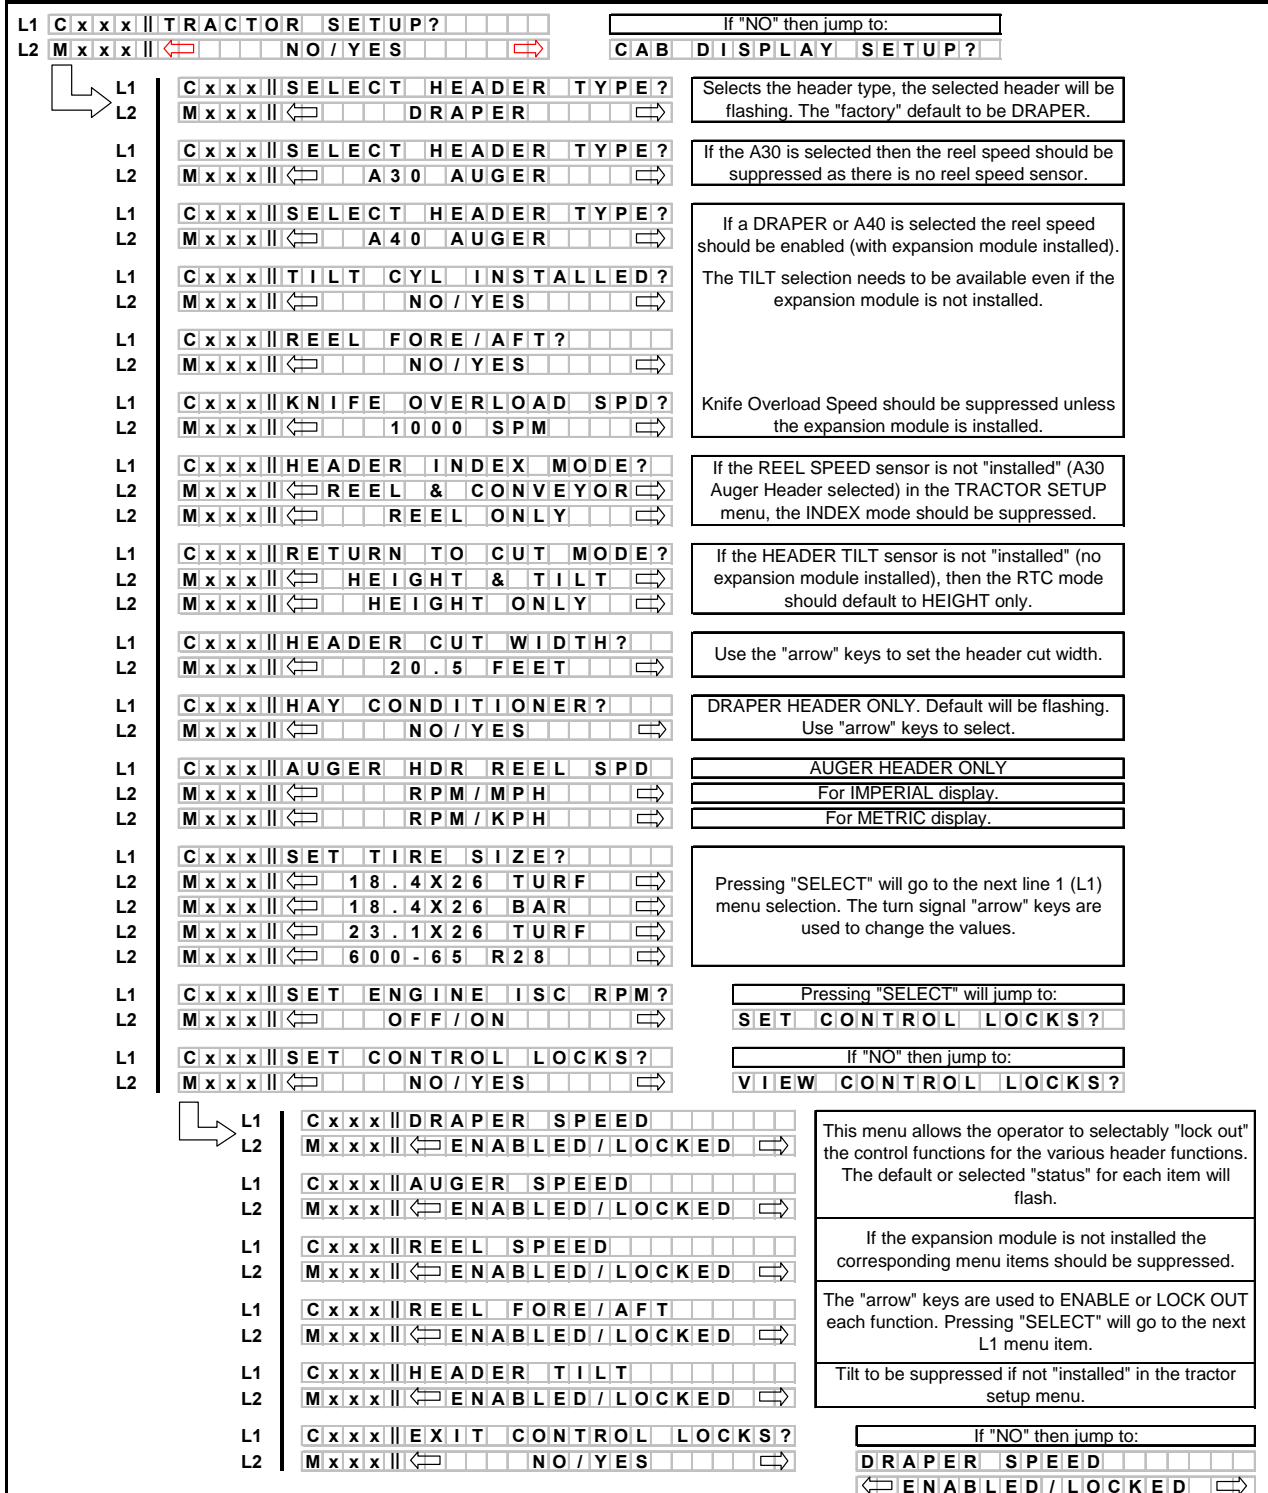 L1 Cxxx||TRACTOR SETUP? If "NO" then jump to:
L2 Mxxx|| NO/YES CAB DISPLAY SETUP?
L1 Cxxx||SELECT HEADER TYPE? Selects the header type, the selected header will be
L2 Mxxx|| DRAPER flashing. The "factory" default to be DRAPER.
L1 Cxxx||SELECT HEADER TYPE? If the A30 is selected then the reel speed should be
L2 Mxxx|| A30 AUGER suppressed as there is no reel speed sensor.
L1 Cxxx||SELECT HEADER TYPE? If a DRAPER or A40 is selected the reel speed
L2 Mxxx|| A40 AUGER should be enabled (with expansion module installed).
L1 Cxxx||TILT CYL INSTALLED? The TILT selection needs to be available even if the
L2 Mxxx|| NO/YES expansion module is not installed.
L1 Cxxx||REEL FORE/AFT?
L2 Mxxx|| NO/YES
L1 Cxxx||KNIFE OVERLOAD SPD? Knife Overload Speed should be suppressed unless
L2 Mxxx|| 1000 SPM the expansion module is installed.
L1 Cxxx||HEADER INDEX MODE? If the REEL SPEED sensor is not "installed" (A30
L2 Mxxx|| REEL & CONVEYOR Auger Header selected) in the TRACTOR SETUP
L2 Mxxx|| REEL ONLY menu, the INDEX mode should be suppressed.
L1 Cxxx||RETURN TO CUT MODE? If the HEADER TILT sensor is not "installed" (no
L2 Mxxx|| HEIGHT & TILT expansion module installed), then the RTC mode
L2 Mxxx|| HEIGHT ONLY should default to HEIGHT only.
L1 Cxxx||HEADER CUT WIDTH? Use the "arrow" keys to set the header cut width.
L2 Mxxx|| 20.5 FEET
L1 Cxxx||HAY CONDITIONER? DRAPER HEADER ONLY. Default will be flashing.
L2 Mxxx|| NO/YES Use "arrow" keys to select.
L1 Cxxx||AUGER HDR REEL SPD AUGER HEADER ONLY
L2 Mxxx|| RPM/MPH For IMPERIAL display.
L2 Mxxx|| RPM/KPH For METRIC display.
L1 Cxxx||SET TIRE SIZE?
L2 Mxxx|| 18.4X26 TURF Pressing "SELECT" will go to the next line 1 (L1)
L2 Mxxx|| 18.4X26 BAR menu selection. The turn signal "arrow" keys are
L2 Mxxx|| 23.1X26 TURF used to change the values.
L2 Mxxx|| 600-65 R28
L1 Cxxx||SET ENGINE ISC RPM? Pressing "SELECT" will jump to:
L2 Mxxx|| OFF/ON SET CONTROL LOCKS?
L1 Cxxx||SET CONTROL LOCKS? If "NO" then jump to:
L2 Mxxx|| NO/YES VIEW CONTROL LOCKS?
L1 Cxxx||DRAPER SPEED This menu allows the operator to selectably "lock out"
L2 Mxxx|| ENABLED/LOCKED the control functions for the various header functions.
L1 Cxxx||AUGER SPEED The default or selected "status" for each item will
L2 Mxxx|| ENABLED/LOCKED flash.
L1 Cxxx||REEL SPEED If the expansion module is not installed the
L2 Mxxx|| ENABLED/LOCKED corresponding menu items should be suppressed.
L1 Cxxx||REEL FORE/AFT The "arrow" keys are used to ENABLE or LOCK OUT
L2 Mxxx|| ENABLED/LOCKED each function. Pressing "SELECT" will go to the next
L1 menu item.
L1 Cxxx||HEADER TILT Tilt to be suppressed if not "installed" in the tractor
L2 Mxxx|| ENABLED/LOCKED setup menu.
L1 Cxxx||EXIT CONTROL LOCKS? If "NO" then jump to:
L2 Mxxx|| NO/YES DRAPER SPEED
ENABLED/LOCKED